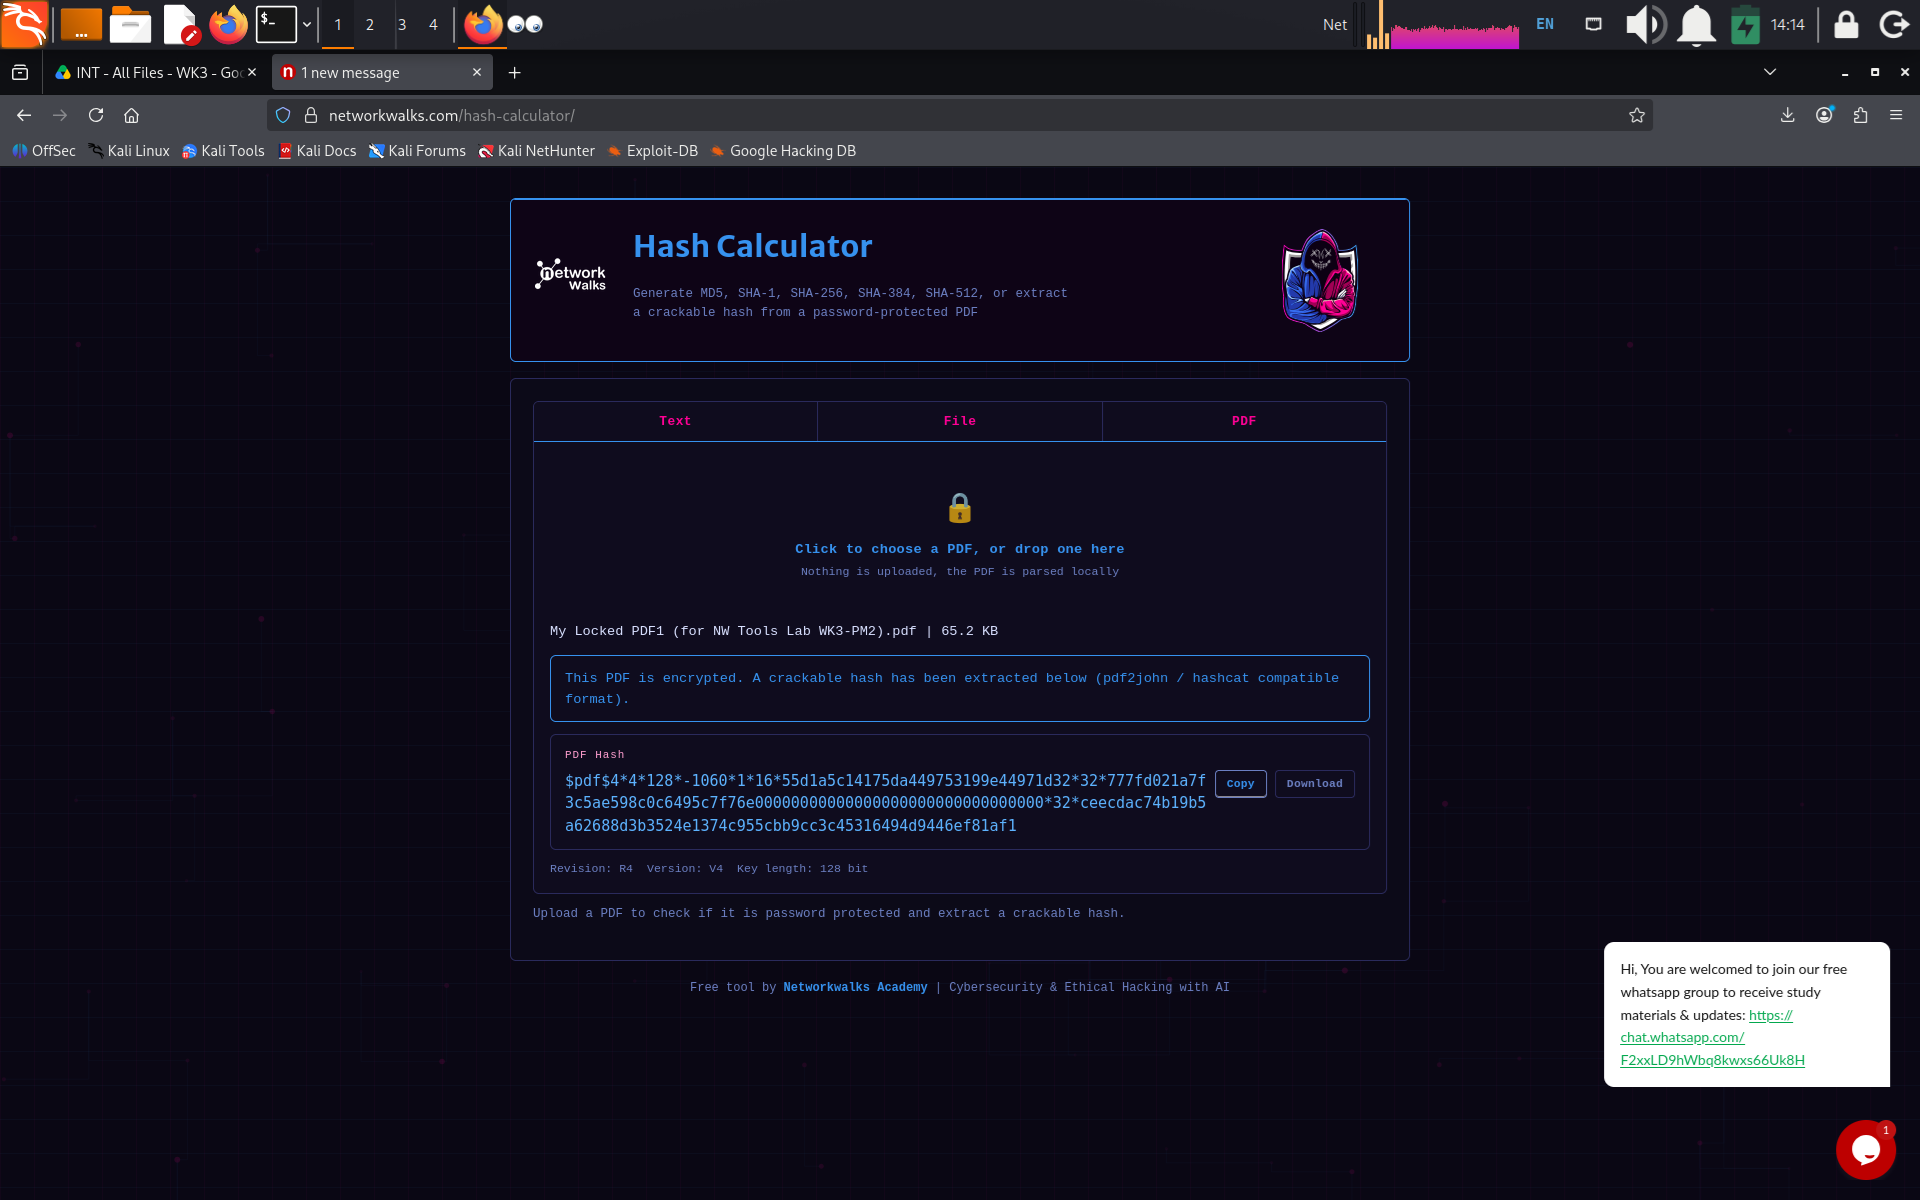 $_
1
2
3
4
Net
EN
14:14
INT - All Files - WK3 - Goo
1 new message
networkwalks.com/hash-calculator/
OffSec
Kali Linux
Kali Tools
Kali Docs
Kali Forums
Kali NetHunter
Exploit-DB
Google Hacking DB
network
Walks
Hash Calculator
Generate MD5, SHA-1, SHA-256, SHA-384, SHA-512, or extract
a crackable hash from a password-protected PDF
Text
File
PDF
Click to choose a PDF, or drop one here
Nothing is uploaded, the PDF is parsed locally
My Locked PDF1 (for NW Tools Lab WK3-PM2).pdf | 65.2 KB
This PDF is encrypted. A crackable hash has been extracted below (pdf2john / hashcat compatible
format).
PDF Hash
$pdf$4*4*128*-1060*1*16*55d1a5c14175da449753199e44971d32*32*777fd021a7f
3c5ae598c0c6495c7f76e00000000000000000000000000000000*32*ceecdac74b19b5
a62688d3b3524e1374c955cbb9cc3c45316494d9446ef81af1
Copy
Download
Revision: R4 Version: V4 Key length: 128 bit
Upload a PDF to check if it is password protected and extract a crackable hash.
Free tool by Networkwalks Academy | Cybersecurity & Ethical Hacking with AI
Hi, You are welcomed to join our free
whatsapp group to receive study
materials & updates: https://
chat.whatsapp.com/
F2xxLD9hWbq8kwxs66Uk8H
1